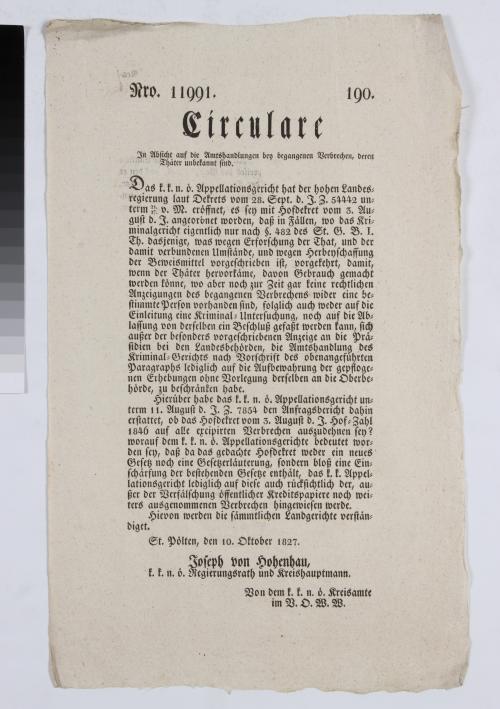 Nro. 11991. 190.
Circulare
In Absicht auf die Amtshandlungen bey begangenen Verbrechen, deren
Thäter unbekannt sind.
Das k. k. n. ö. Appellationsgericht hat der hohen Landes=
regierung laut Dekrets vom 28. Sept. d. J. Z. 54442 un=
term v. M. eröffnet, es sey mit Hofdekret vom 3. Au=
gust d. J. angeordnet worden, daß in Fällen, wo das Kri=
minalgericht eigentlich nur nach §. 482 des St. G. B. I.
Th. dasjenige, was wegen Erforschung der That, und der
damit verbundenen Umstände, und wegen Herbeyschaffung
der Beweismittel vorgeschrieben ist, vorgekehrt, damit,
wenn der Thäter hervorkäme, davon Gebrauch gemacht
werden könne, wo aber noch zur Zeit gar keine rechtlichen
Anzeigungen des begangenen Verbrechens wider eine be=
stimmte Person vorhanden sind, folglich auch weder auf die
Einleitung eine Kriminal=Untersuchung, noch auf die Ab=
lassung von derselben ein Beschluß gefaßt werden kann, sich
außer der besonders vorgeschriebenen Anzeige an die Prä=
sidien bei den Landesbehörden, die Amtshandlung des
Kriminal=Gerichts nach Vorschrift des obenangeführten
Paragraphs lediglich auf die Aufbewahrung der gepfloge=
nen Erhebungen ohne Vorlegung derselben an die Oberbe=
hörde, zu beschränken habe.
Hierüber habe das k. k. n. ö. Appellationsgericht un=
term 11. August d. J. Z. 7854 den Anfragsbericht dahin
erstattet, ob das Hofdekret vom 3. August d. J. Hof=Zahl
1846 auf alle excipirten Verbrechen auszudehnen sey?
worauf dem k. k. n. ö. Appellationsgerichte bedeutet wor=
den sey, daß da das gedachte Hofdekret weder ein neues
Gesetz noch eine Gesetzerläuterung, sondern bloß eine Ein=
schärfung der bestehenden Gesetze enthält, das k. k. Appel=
lationsgericht lediglich auf diese auch rücksichtlich der, au=
ßer der Verfälschung öffentlicher Kreditspapiere noch wei=
ters ausgenommenen Verbrechen hingewiesen werde.
Hievon werden die sämmtlichen Landgerichte verstän=
diget.
St. Pölten, den 10. Oktober 1827.
Joseph von Hohenhau,
k. k. n. ö. Regierungsrath und Kreishauptmann.
Von dem k. k. n. ö. Kreisamte
im V. O. W. W.